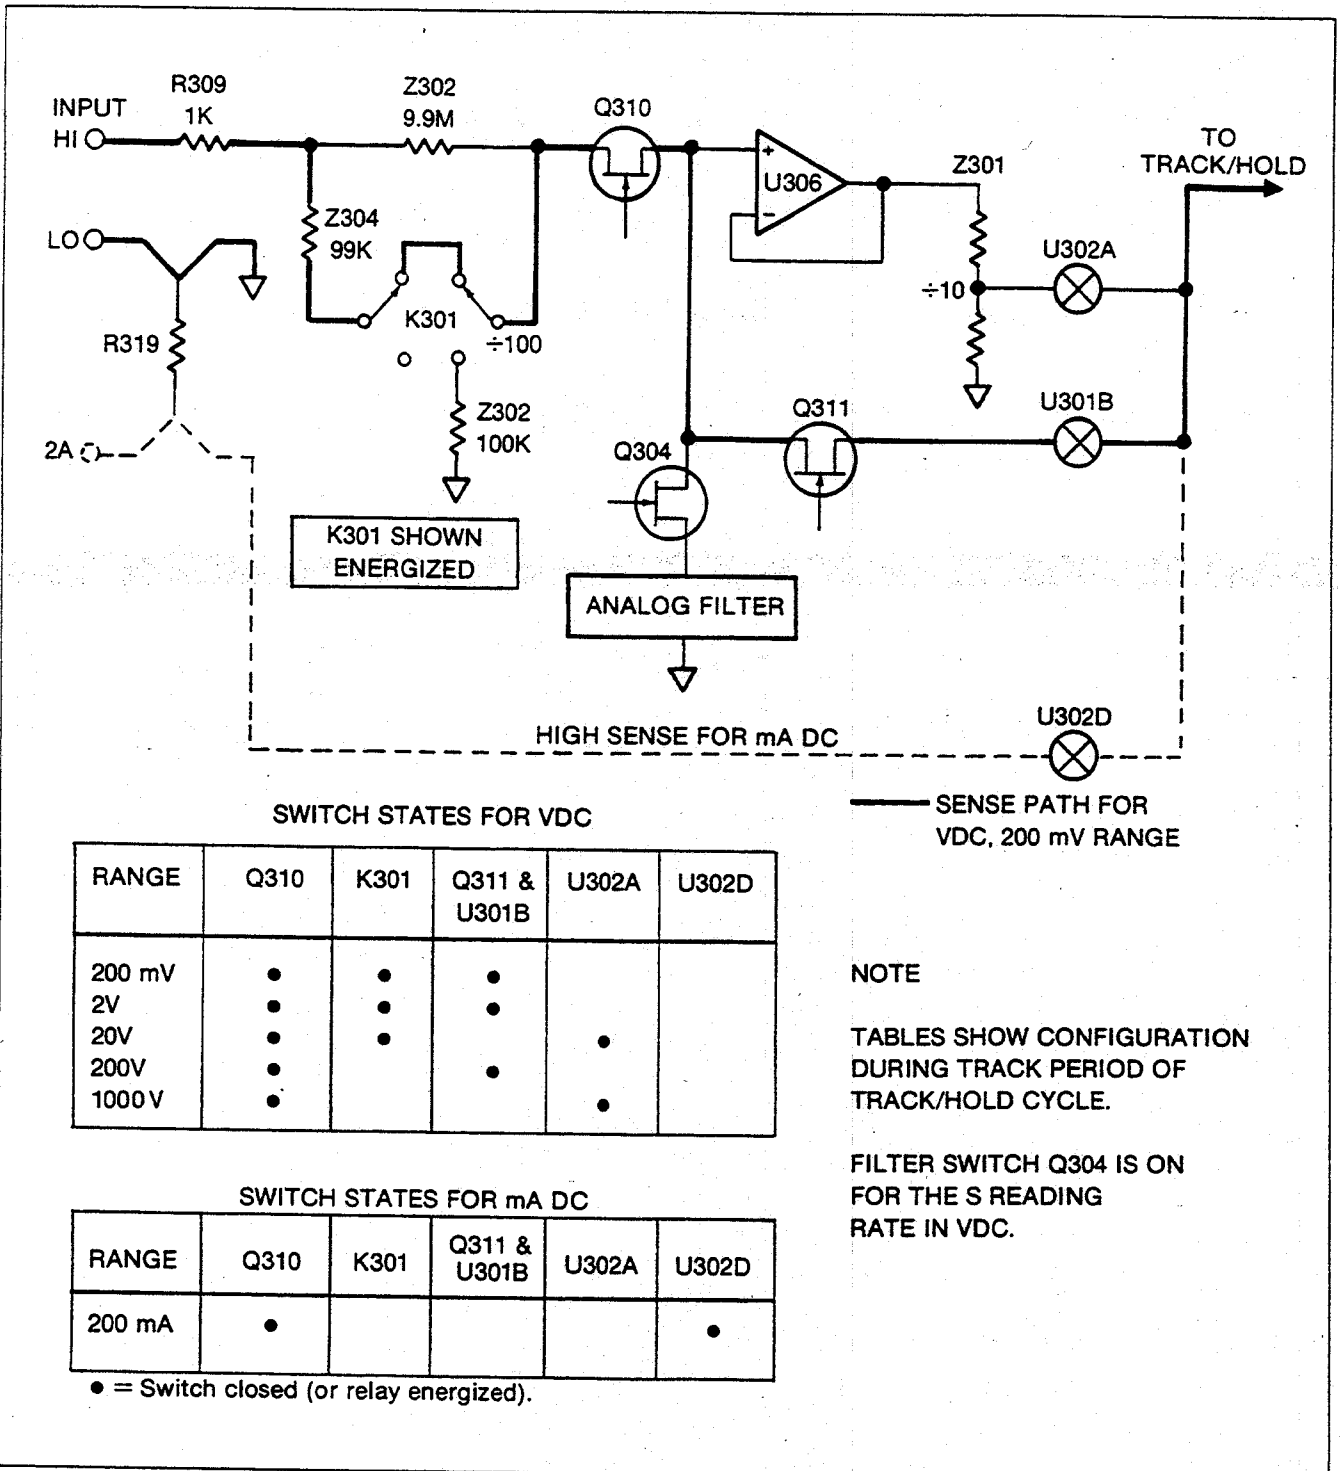 INPUT
HI
R309
1K
Z302
9.9M
Q310
+
U306
−
Z301
TO
TRACK/HOLD
LO
Z304
99K
K301
÷100
÷10
U302A
R319
Z302
100K
Q311
U301B
2A
Q304
K301 SHOWN
ENERGIZED
ANALOG FILTER
HIGH SENSE FOR mA DC
U302D
SENSE PATH FOR
VDC, 200 mV RANGE
SWITCH STATES FOR VDC
RANGE Q310 K301 Q311 & U302A U302D
U301B
200 mV ● ● ●
2V ● ● ●
20V ● ● ●
200V ● ●
1000V ● ●
NOTE
TABLES SHOW CONFIGURATION
DURING TRACK PERIOD OF
TRACK/HOLD CYCLE.
FILTER SWITCH Q304 IS ON
FOR THE S READING
RATE IN VDC.
SWITCH STATES FOR mA DC
RANGE Q310 K301 Q311 & U302A U302D
U301B
200 mA ● ●
● = Switch closed (or relay energized).